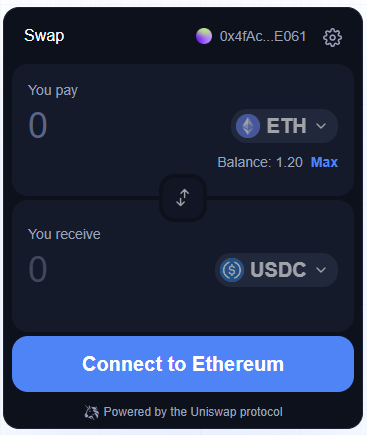 Swap
0x4fAc...E061
You pay
0
ETH
Balance: 1.20 Max
You receive
0
USDC
Connect to Ethereum
Powered by the Uniswap protocol